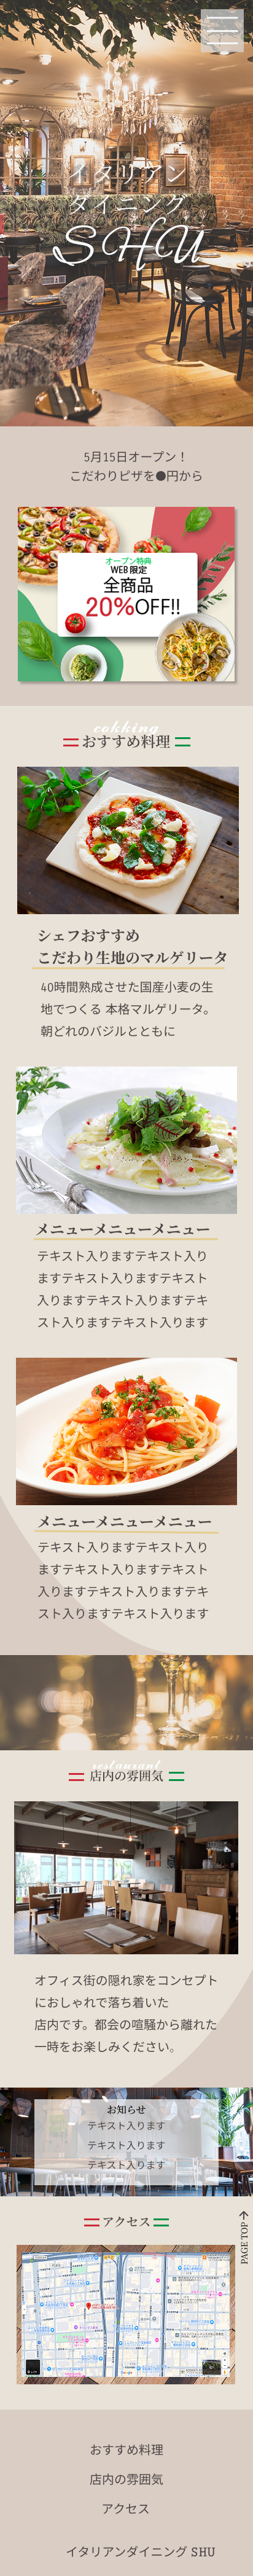 イタリアン
ダイニング
SHU
5月15日オープン！
こだわりピザを●円から
オープン特典
WEB限定
全商品
20%OFF!!
cokking
おすすめ料理
シェフおすすめ
こだわり生地のマルゲリータ
40時間熟成させた国産小麦の生
地でつくる 本格マルゲリータ。
朝どれのバジルとともに
メニューメニューメニュー
テキスト入りますテキスト入り
ますテキスト入りますテキスト
入りますテキスト入りますテキ
スト入りますテキスト入ります
メニューメニューメニュー
テキスト入りますテキスト入り
ますテキスト入りますテキスト
入りますテキスト入りますテキ
スト入りますテキスト入ります
restaurant
店内の雰囲気
オフィス街の隠れ家をコンセプト
におしゃれで落ち着いた
店内です。都会の喧騒から離れた
一時をお楽しみください。
お知らせ
テキスト入ります
テキスト入ります
テキスト入ります
アクセス
PAGE TOP
おすすめ料理
店内の雰囲気
アクセス
イタリアンダイニング SHU